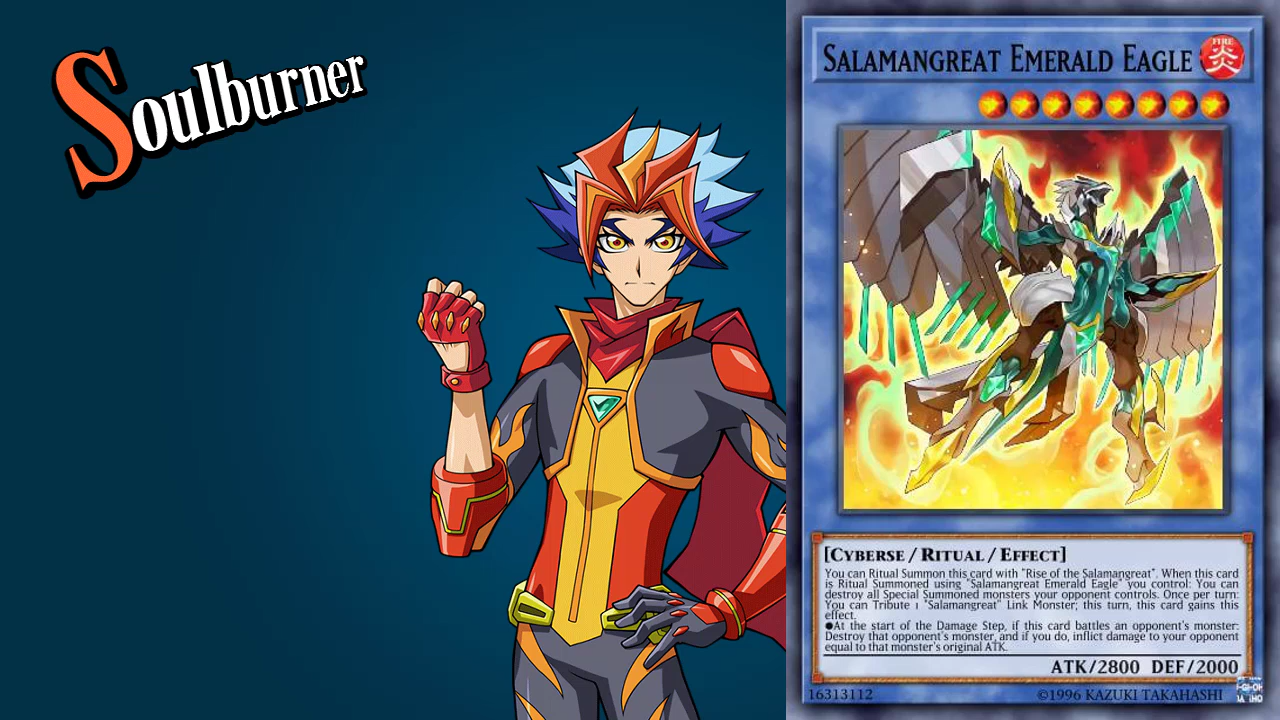 Soulburner
SALAMANGREAT EMERALD EAGLE
FIRE
炎
[CYBERSE / RITUAL / EFFECT]
You can Ritual Summon this card with "Rise of the Salamangreat". When this card
is Ritual Summoned using "Salamangreat Emerald Eagle" you control: You can
destroy all Special Summoned monsters your opponent controls. Once per turn:
You can Tribute 1 "Salamangreat" Link Monster; this turn, this card gains this
effect.
●At the start of the Damage Step, if this card battles an opponent's monster:
Destroy that opponent's monster, and if you do, inflict damage to your opponent
equal to that monster's original ATK.
ATK/2800 DEF/2000
16313112
©1996 KAZUKI TAKAHASHI